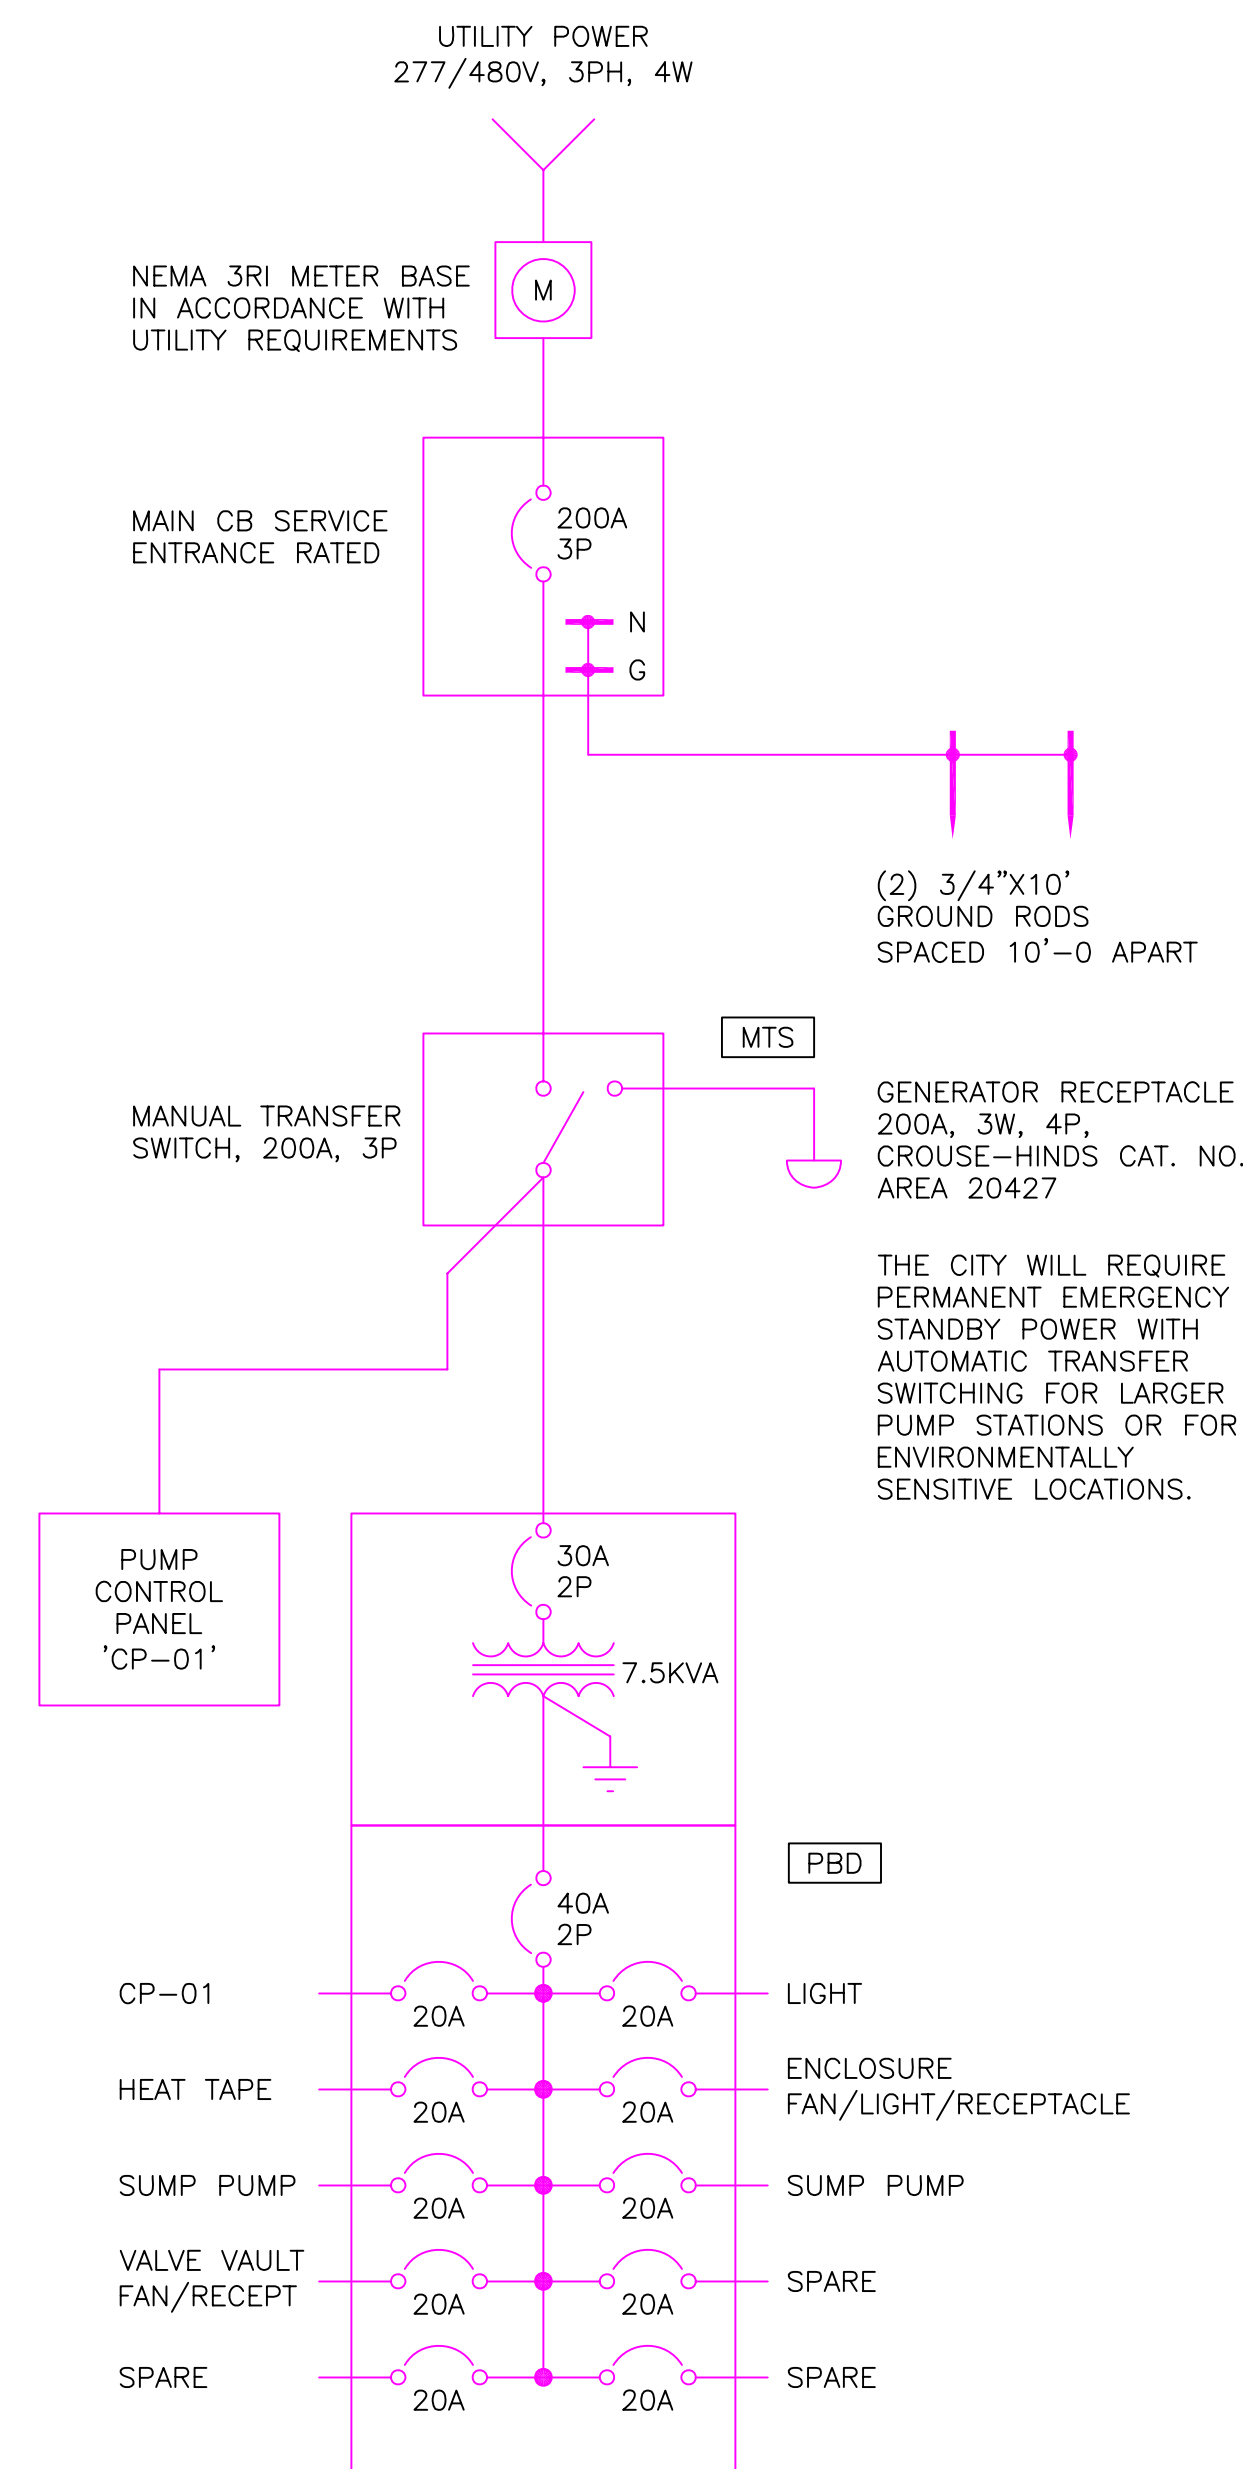 UTILITY POWER
277/480V, 3PH, 4W
NEMA 3RI METER BASE
IN ACCORDANCE WITH
UTILITY REQUIREMENTS
M
MAIN CB SERVICE
ENTRANCE RATED
200A
3P
N
G
(2) 3/4"X10'
GROUND RODS
SPACED 10'-0 APART
MTS
MANUAL TRANSFER
SWITCH, 200A, 3P
GENERATOR RECEPTACLE
200A, 3W, 4P,
CROUSE-HINDS CAT. NO.
AREA 20427
THE CITY WILL REQUIRE
PERMANENT EMERGENCY
STANDBY POWER WITH
AUTOMATIC TRANSFER
SWITCHING FOR LARGER
PUMP STATIONS OR FOR
ENVIRONMENTALLY
SENSITIVE LOCATIONS.
PUMP
CONTROL
PANEL
'CP-01'
30A
2P
7.5KVA
PBD
40A
2P
CP-01
20A
20A
LIGHT
HEAT TAPE
20A
20A
ENCLOSURE
FAN/LIGHT/RECEPTACLE
SUMP PUMP
20A
20A
SUMP PUMP
VALVE VAULT
FAN/RECEPT
20A
20A
SPARE
SPARE
20A
20A
SPARE